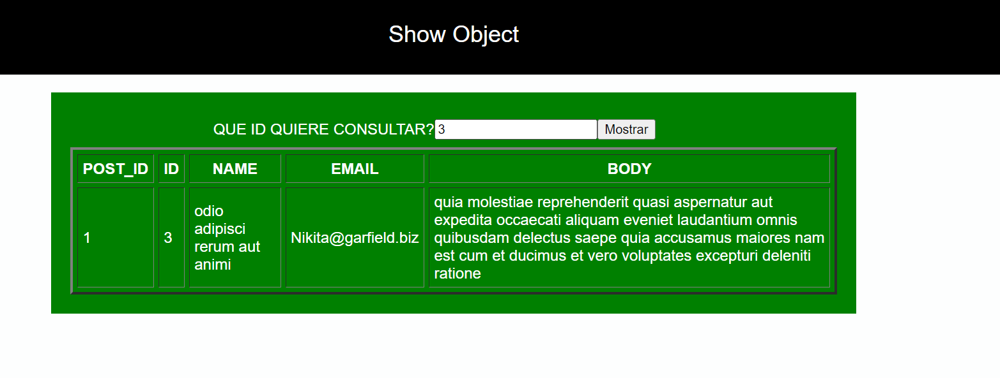 Show Object
QUE ID QUIERE CONSULTAR? 3 Mostrar
POST_ID ID NAME EMAIL BODY
1 3 odio adipisci rerum aut animi Nikita@garfield.biz quia molestiae reprehenderit quasi aspernatur aut
expedita occaecati aliquam eveniet laudantium omnis
quibusdam delectus saepe quia accusamus maiores nam
est cum et ducimus et vero voluptates excepturi deleniti
ratione